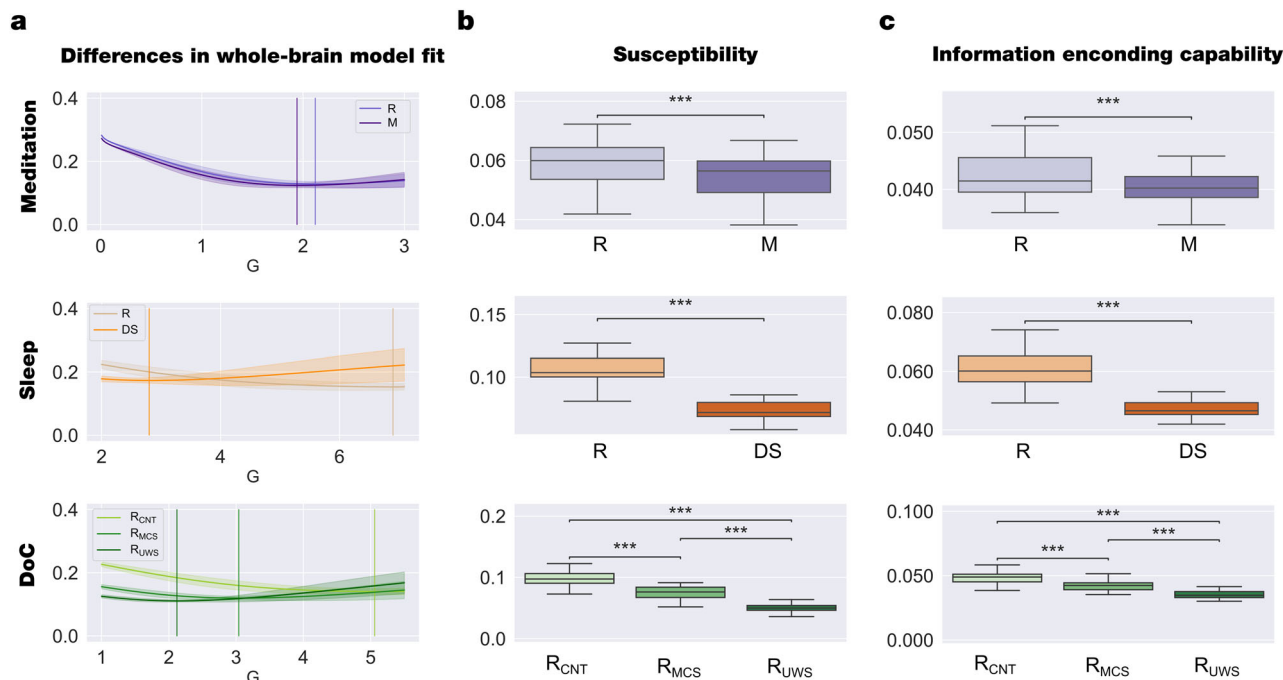 a
Differences in whole-brain model fit
Meditation
0.4
0.2
0.0
R
M
0
1
2
3
G
b
Susceptibility
0.08
0.06
0.04
***
R
M
c
Information enconding capability
0.050
0.040
***
R
M
Sleep
0.4
0.2
0.0
R
DS
2
4
6
G
0.15
0.10
***
R
DS
0.080
0.060
0.040
***
R
DS
DoC
0.4
0.2
0.0
RCNT
RMCS
RUWS
1
2
3
4
5
G
0.2
0.1
0.0
***
***
***
RCNT
RMCS
RUWS
0.100
0.050
0.000
***
***
***
RCNT
RMCS
RUWS